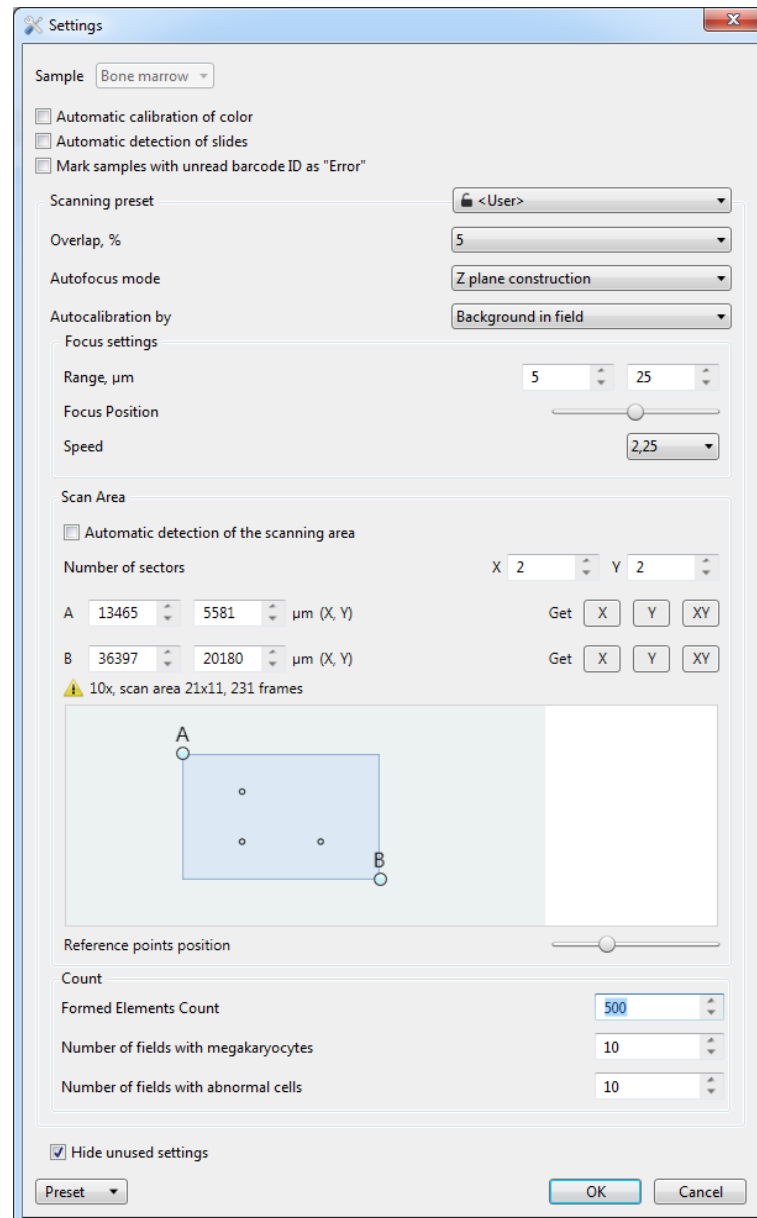 Settings
Sample Bone marrow
Automatic calibration of color
Automatic detection of slides
Mark samples with unread barcode ID as "Error"
Scanning preset <User>
Overlap, % 5
Autofocus mode Z plane construction
Autocalibration by Background in field
Focus settings
Range, µm 5 25
Focus Position
Speed 2,25
Scan Area
Automatic detection of the scanning area
Number of sectors X 2 Y 2
A 13465 5581 µm (X, Y) Get X Y XY
B 36397 20180 µm (X, Y) Get X Y XY
10x, scan area 21x11, 231 frames
A
B
Reference points position
Count
Formed Elements Count 500
Number of fields with megakaryocytes 10
Number of fields with abnormal cells 10
Hide unused settings
Preset OK Cancel